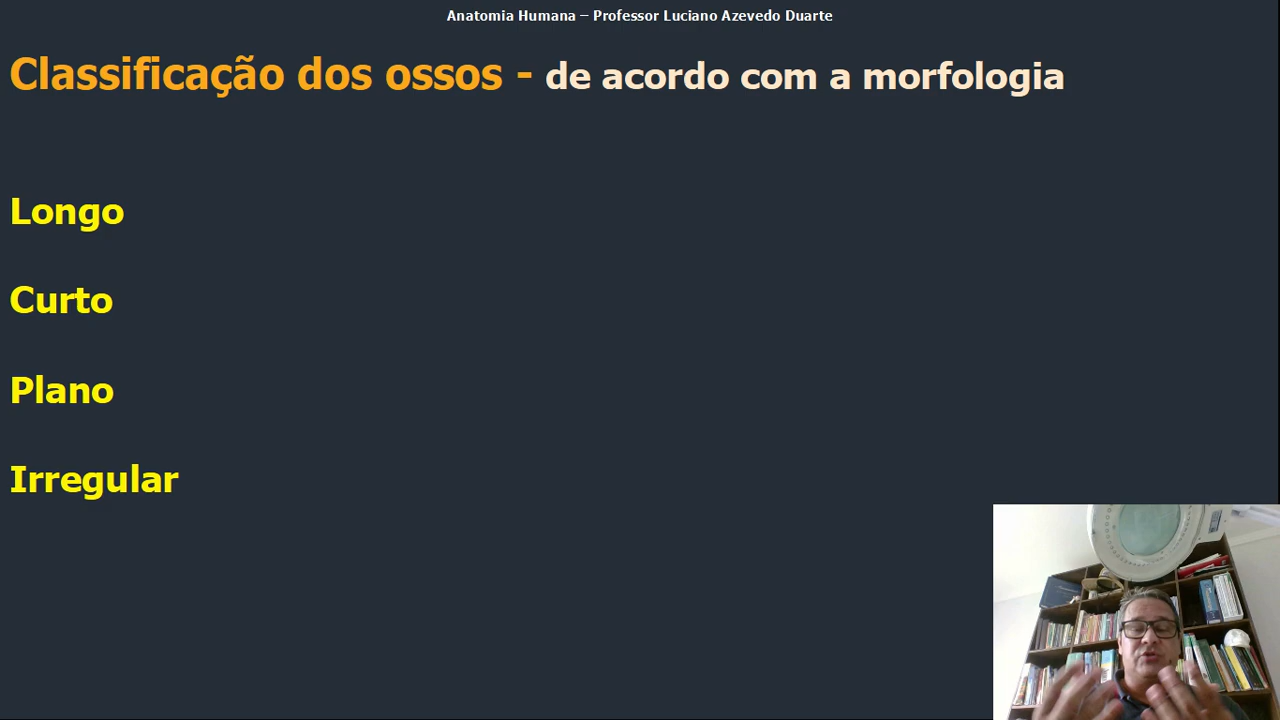 Anatomia Humana – Professor Luciano Azevedo Duarte
Classificação dos ossos - de acordo com a morfologia
Longo
Curto
Plano
Irregular